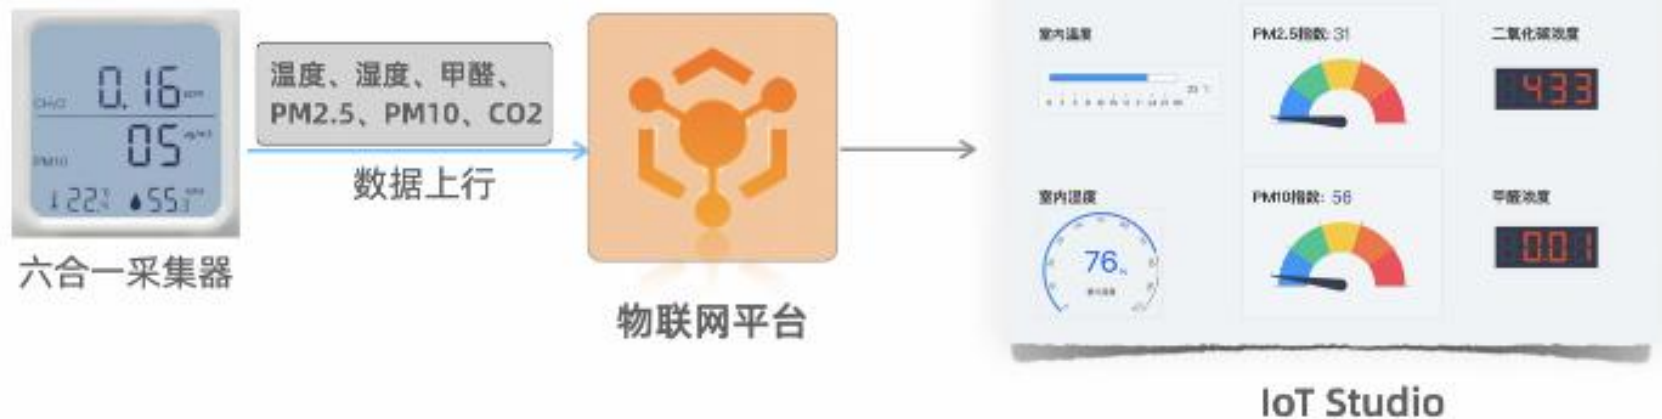 0.16
05
PM10
22
55
六合一采集器
温度、湿度、甲醛、
PM2.5、PM10、CO2
数据上行
物联网平台
室内温度
PM2.5指数: 31
二氧化碳浓度
433
室内湿度
76
PM10指数: 56
甲醛浓度
0.01
IoT Studio